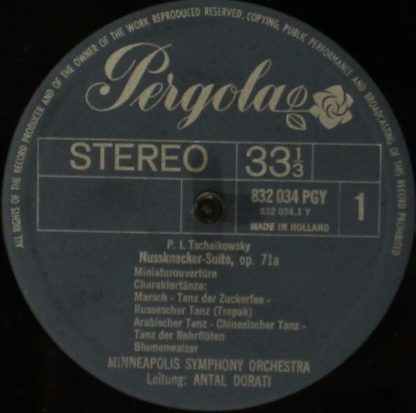 ALL RIGHTS OF THE RECORD PRODUCER AND OF THE OWNER OF THE WORK REPRODUCED RESERVED. COPYING, PUBLIC PERFORMANCE AND BROADCASTING OF THIS RECORD PROHIBITED
Pergola
STEREO 33 1/3
832 034 PGY
832 034.1 Y
MADE IN HOLLAND
1
P. I. Tschaikowsky
Nussknacker-Suite, op. 71a
Miniaturouvertüre
Charaktertänze:
Marsch - Tanz der Zuckerfee -
Russescher Tanz (Trepak)
Arabischer Tanz - Chinesischer Tanz -
Tanz der Rohrflöten
Blumenwalzer
MINNEAPOLIS SYMPHONY ORCHESTRA
Leitung: ANTAL DORATI